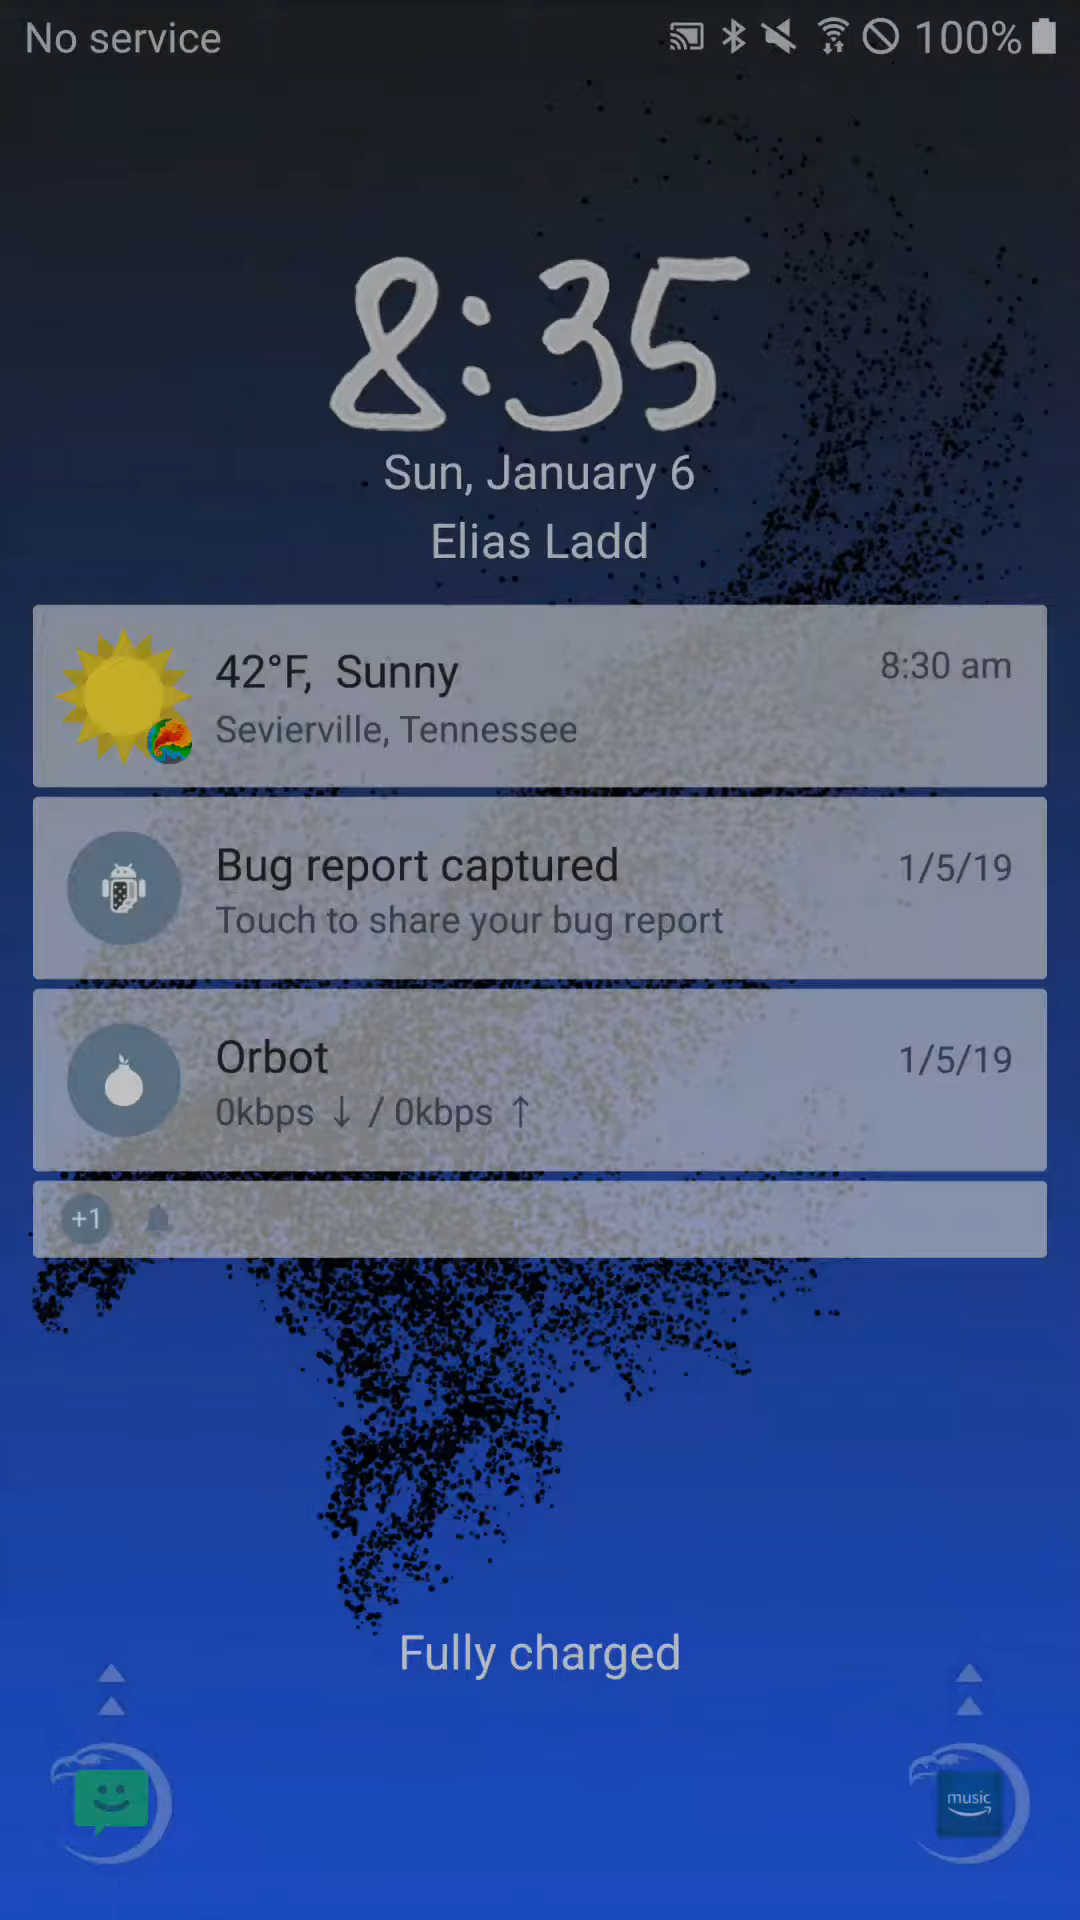 No service 100%
8:35
Sun, January 6
Elias Ladd
42°F, Sunny 8:30 am
Sevierville, Tennessee
Bug report captured 1/5/19
Touch to share your bug report
Orbot 1/5/19
0kbps ↓ / 0kbps ↑
+1
Fully charged
music